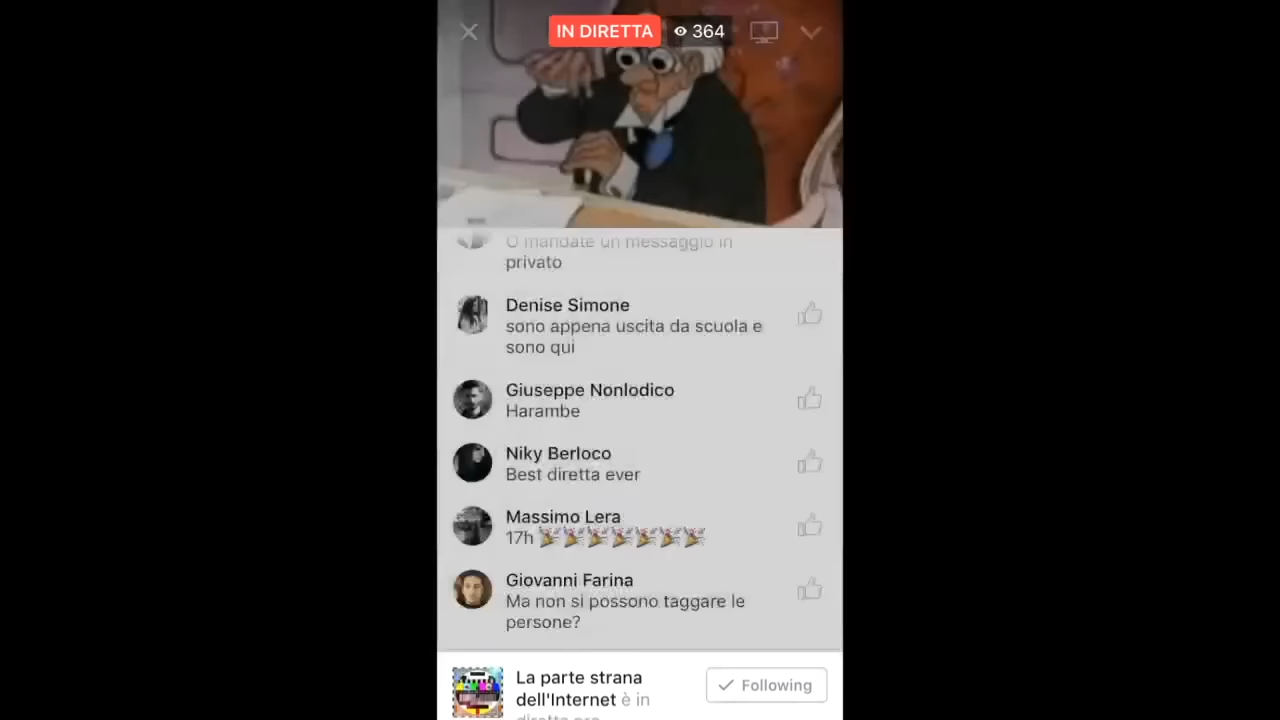 IN DIRETTA 364
O mandate un messaggio in
privato
Denise Simone
sono appena uscita da scuola e
sono qui
Giuseppe Nonlodico
Harambe
Niky Berloco
Best diretta ever
Massimo Lera
17h 🎉🎉🎉🎉🎉🎉🎉
Giovanni Farina
Ma non si possono taggare le
persone?
La parte strana
dell'Internet è in
diretta ora.
Following